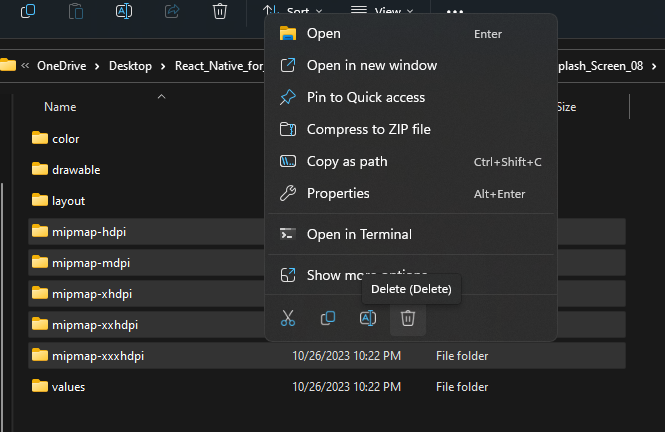 Sort
View
Open Enter
OneDrive Desktop React_Native_for_ plash_Screen_08
Open in new window
Pin to Quick access
Name Size
Compress to ZIP file
color
Copy as path Ctrl+Shift+C
drawable
Properties Alt+Enter
layout
mipmap-hdpi
Open in Terminal
mipmap-mdpi
Show more options
Delete (Delete)
mipmap-xhdpi
mipmap-xxhdpi
mipmap-xxxhdpi 10/26/2023 10:22 PM File folder
values 10/26/2023 10:22 PM File folder